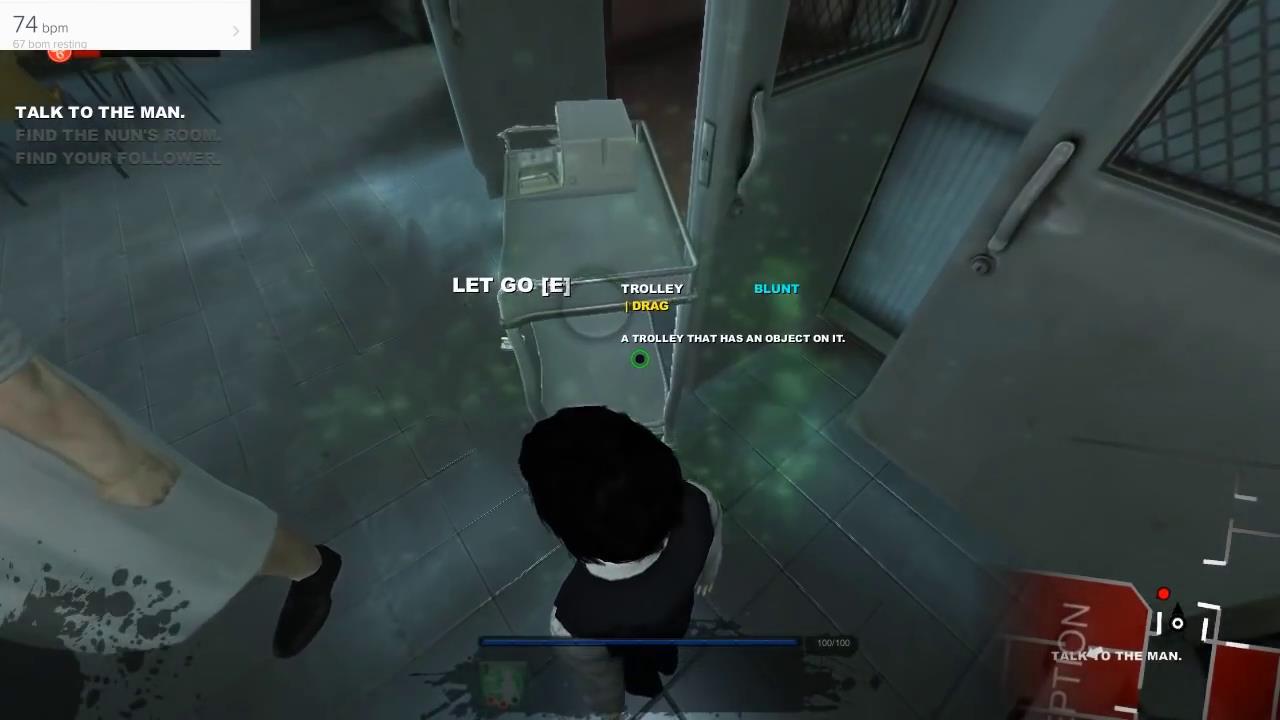 74 bpm
67 bpm resting
TALK TO THE MAN.
FIND THE NUN'S ROOM.
FIND YOUR FOLLOWER.
LET GO [E]
TROLLEY
BLUNT
| DRAG
A TROLLEY THAT HAS AN OBJECT ON IT.
100/100
TALK TO THE MAN.